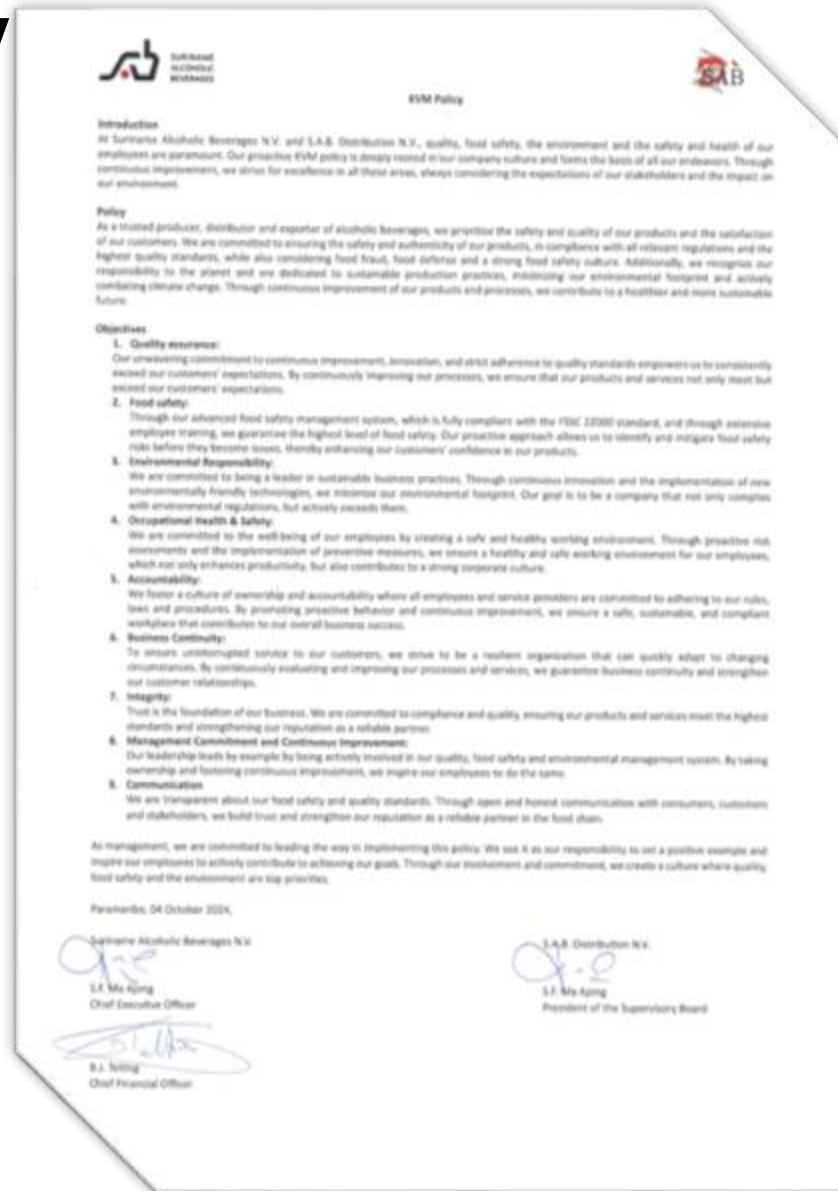 SURINAME
ALCOHOLIC
BEVERAGES
SAB
KVM Policy
Introduction
At Suriname Alcoholic Beverages N.V. and S.A.B. Distribution N.V., quality, food safety, the environment and the safety and health of our
employees are paramount. Our proactive KVM policy is deeply rooted in our company culture and forms the basis of all our endeavors. Through
continuous improvement, we strive for excellence in all these areas, always considering the expectations of our stakeholders and the impact on
our environment.
Policy
As a trusted producer, distributor and exporter of alcoholic beverages, we prioritize the safety and quality of our products and the satisfaction
of our customers. We are committed to ensuring the safety and authenticity of our products, in compliance with all relevant regulations and the
highest quality standards, while also considering food fraud, food defense and a strong food safety culture. Additionally, we recognize our
responsibility to the planet and are dedicated to sustainable production practices, minimizing our environmental footprint and actively
combating climate change. Through continuous improvement of our products and processes, we contribute to a healthier and more sustainable
future.
Objectives
1. Quality assurance:
Our unwavering commitment to continuous improvement, innovation, and strict adherence to quality standards empowers us to consistently
exceed our customers' expectations. By continuously improving our processes, we ensure that our products and services not only meet but
exceed our customers' expectations.
2. Food safety:
Through our advanced food safety management system, which is fully compliant with the FSSC 22000 standard, and through extensive
employee training, we guarantee the highest level of food safety. Our proactive approach allows us to identify and mitigate food safety
risks before they become issues, thereby enhancing our customers' confidence in our products.
3. Environmental Responsibility:
We are committed to being a leader in sustainable business practices. Through continuous innovation and the implementation of new
environmentally friendly technologies, we minimize our environmental footprint. Our goal is to be a company that not only complies
with environmental regulations, but actively exceeds them.
4. Occupational Health & Safety:
We are committed to the well-being of our employees by creating a safe and healthy working environment. Through proactive risk
assessments and the implementation of preventive measures, we ensure a healthy and safe working environment for our employees,
which not only enhances productivity, but also contributes to a strong corporate culture.
5. Accountability:
We foster a culture of ownership and accountability where all employees and service providers are committed to adhering to our rules,
laws and procedures. By promoting proactive behavior and continuous improvement, we ensure a safe, sustainable, and compliant
workplace that contributes to our overall business success.
6. Business Continuity:
To ensure uninterrupted service to our customers, we strive to be a resilient organization that can quickly adapt to changing
circumstances. By continuously evaluating and improving our processes and services, we guarantee business continuity and strengthen
our customer relationships.
7. Integrity:
Trust is the foundation of our business. We are committed to compliance and quality, ensuring our products and services meet the highest
standards and strengthening our reputation as a reliable partner.
8. Management Commitment and Continuous Improvement:
Our leadership leads by example by being actively involved in our quality, food safety and environmental management system. By taking
ownership and fostering continuous improvement, we inspire our employees to do the same.
9. Communication
We are transparent about our food safety and quality standards. Through open and honest communication with consumers, customers
and stakeholders, we build trust and strengthen our reputation as a reliable partner in the food chain.
As management, we are committed to leading the way in implementing this policy. We see it as our responsibility to set a positive example and
inspire our employees to actively contribute to achieving our goals. Through our involvement and commitment, we create a culture where quality,
food safety and the environment are top priorities.
Paramaribo, 04 October 2024,
Suriname Alcoholic Beverages N.V.
S.A.B. Distribution N.V.
S.F. Ma Ajong
Chief Executive Officer
S.F. Ma Ajong
President of the Supervisory Board
B.J.
Chief Financial Officer